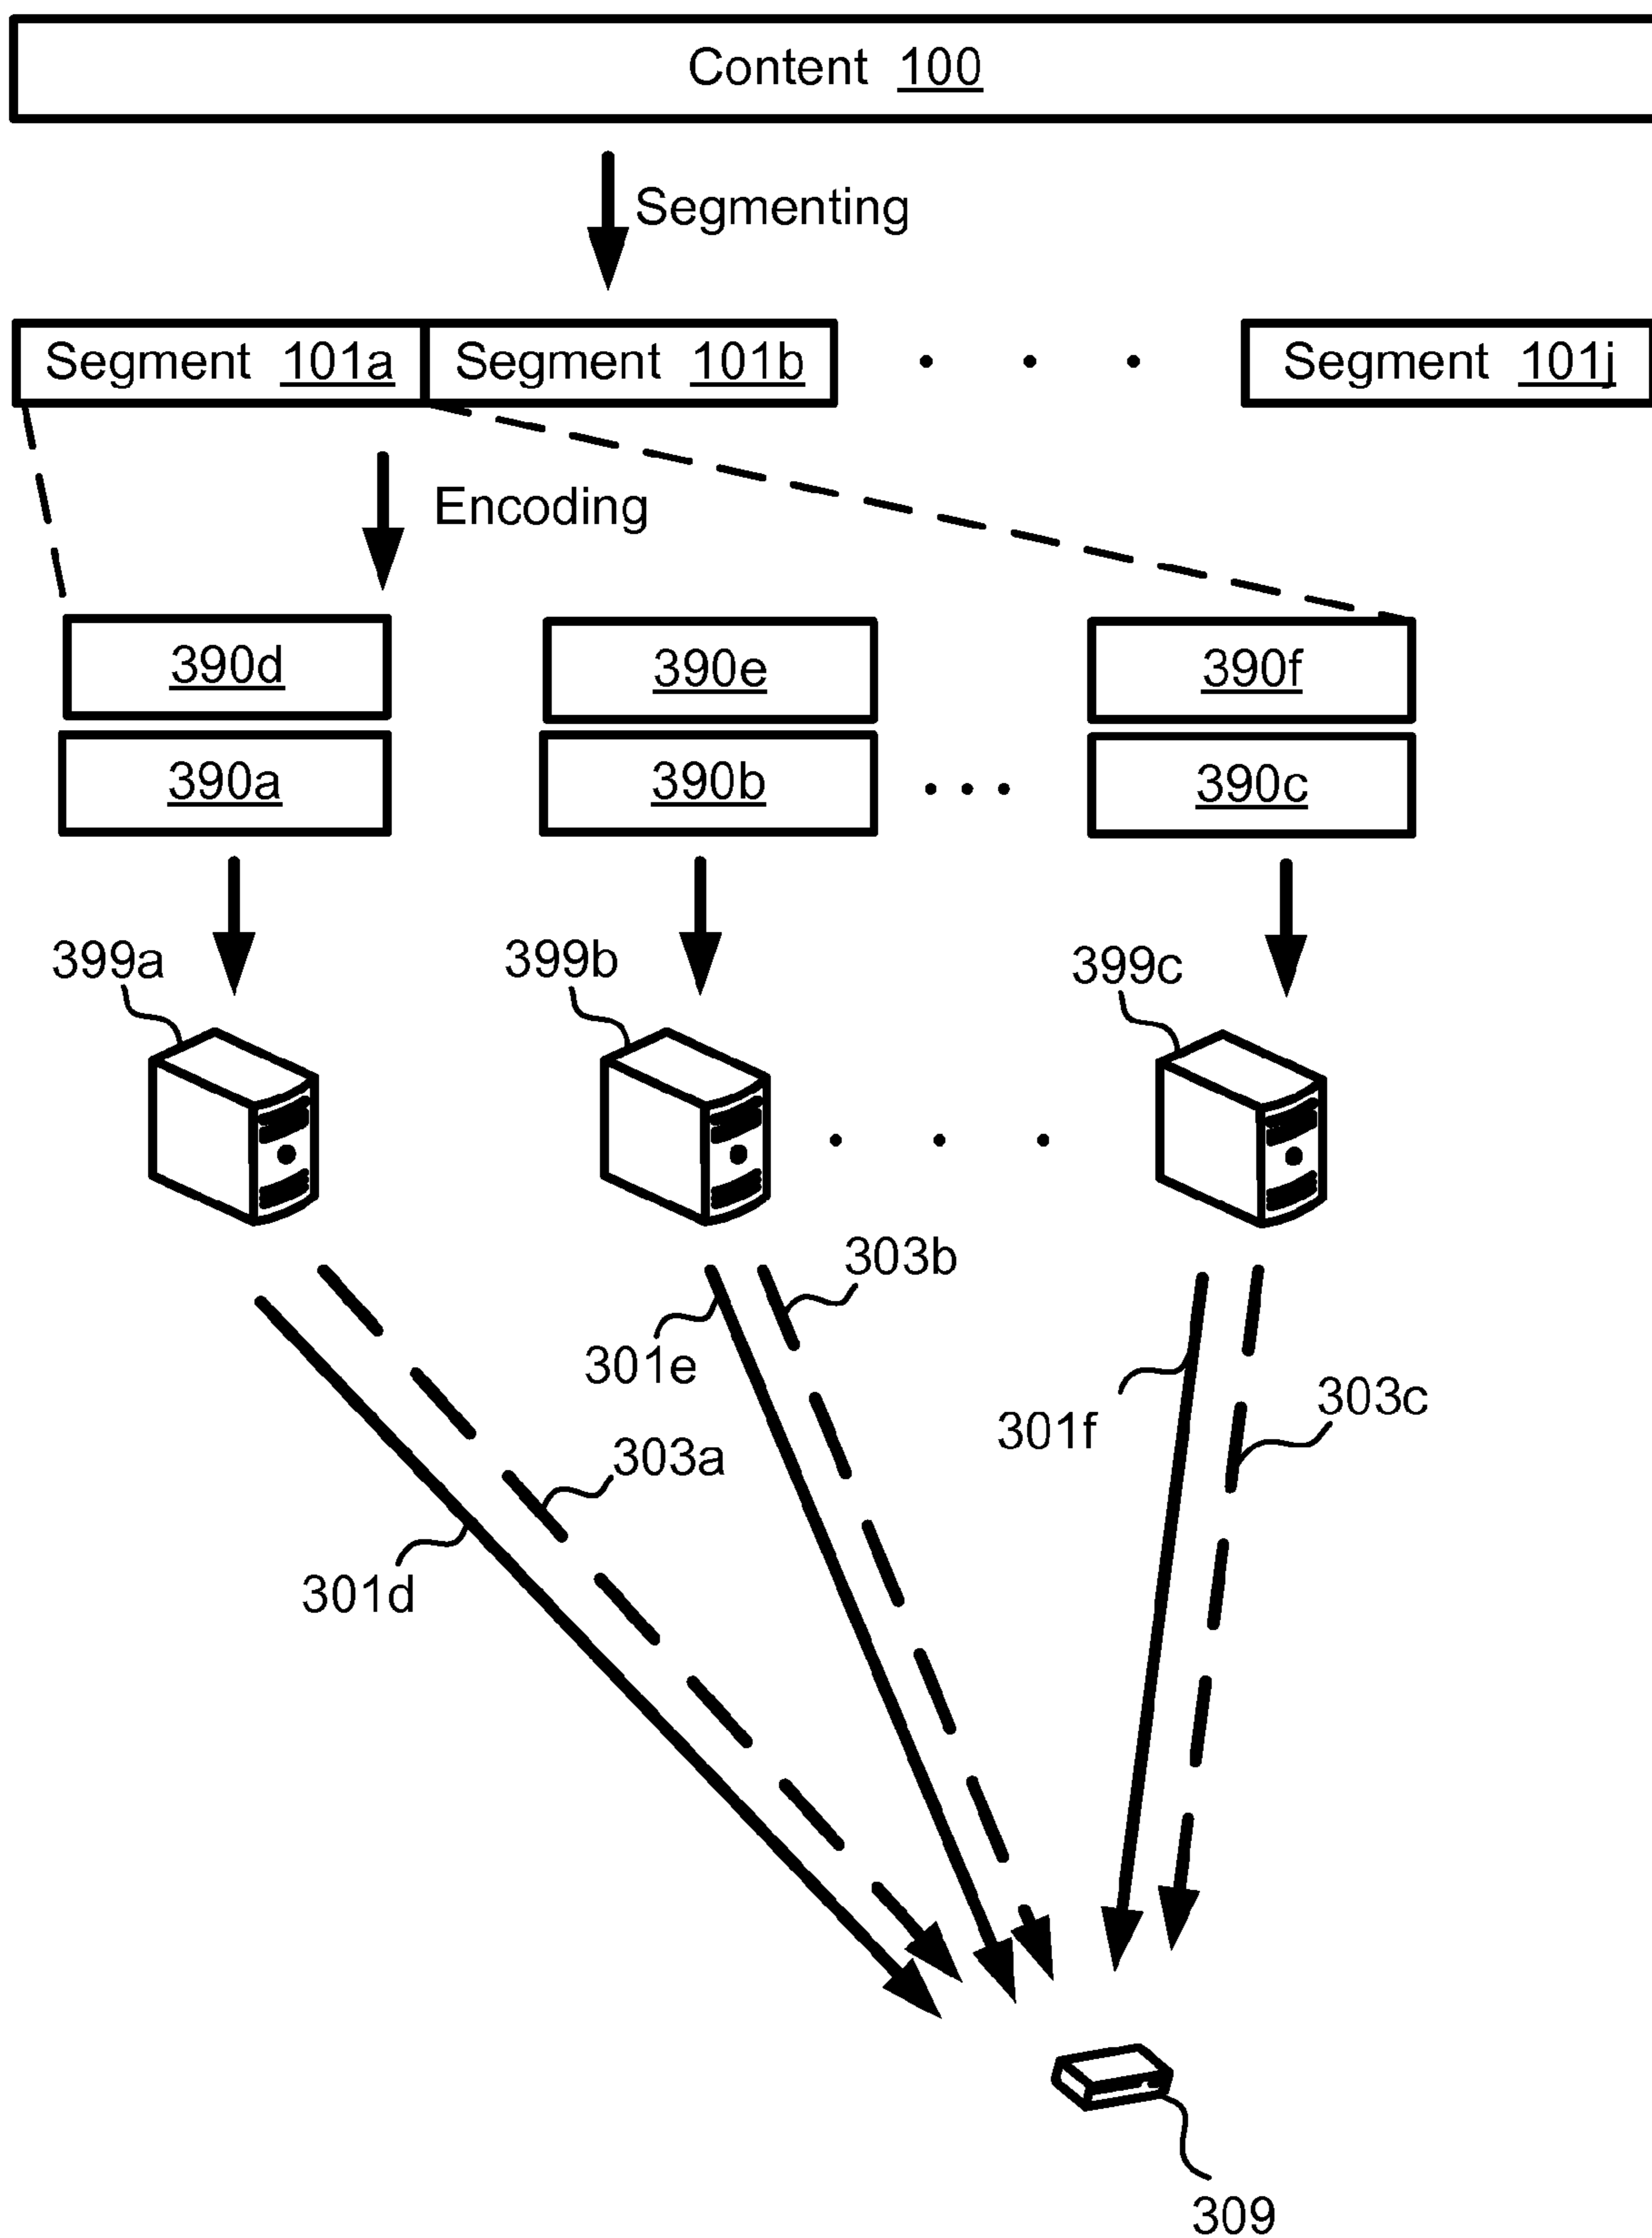 Content 100
Segmenting
Segment 101a Segment 101b Segment 101j
Encoding
390d 390e 390f
390a 390b 390c
399a 399b 399c
303b
301e
303c
301f
303a
301d
309